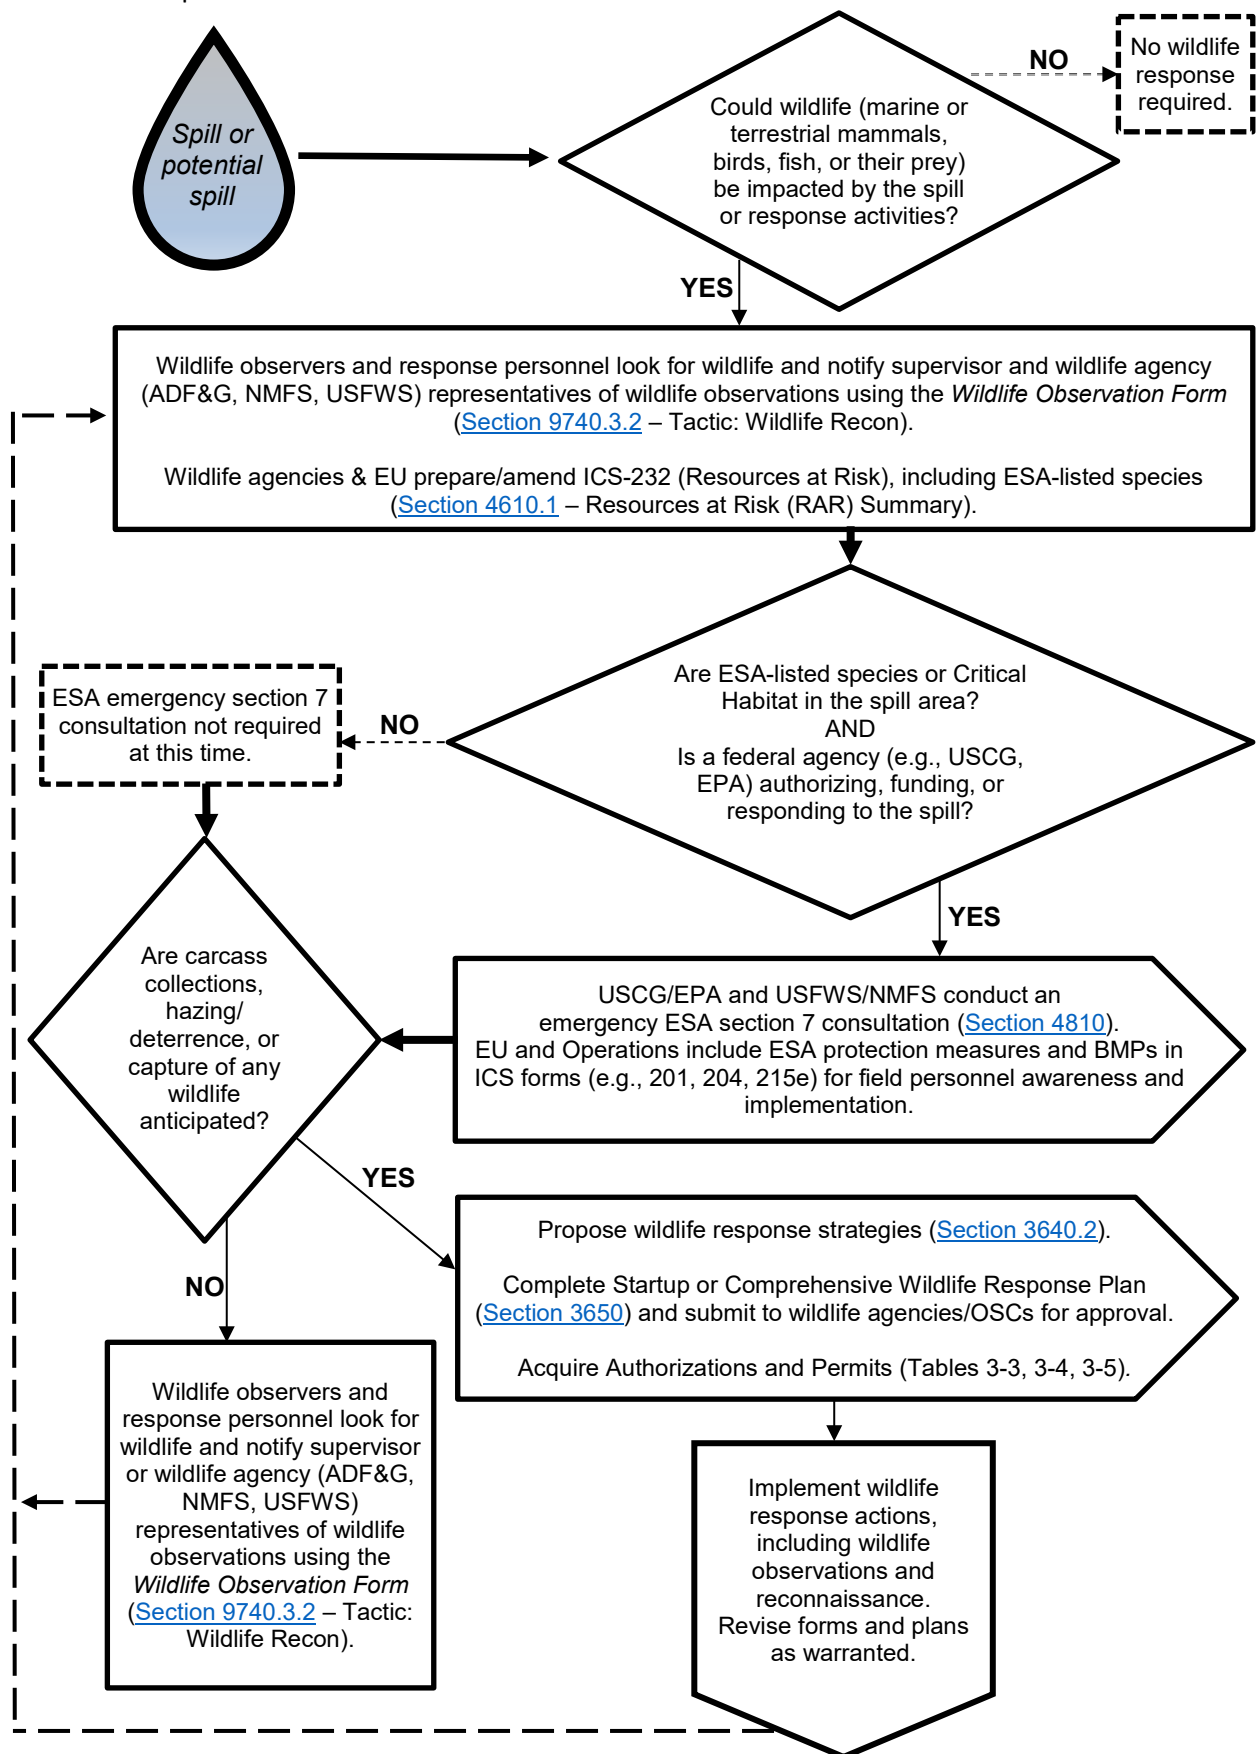 Spill or
potential
spill
Could wildlife (marine or
terrestrial mammals,
birds, fish, or their prey)
be impacted by the spill
or response activities?
NO
No wildlife
response
required.
YES
Wildlife observers and response personnel look for wildlife and notify supervisor and wildlife agency
(ADF&G, NMFS, USFWS) representatives of wildlife observations using the Wildlife Observation Form
(Section 9740.3.2 – Tactic: Wildlife Recon).
Wildlife agencies & EU prepare/amend ICS-232 (Resources at Risk), including ESA-listed species
(Section 4610.1 – Resources at Risk (RAR) Summary).
Are ESA-listed species or Critical
Habitat in the spill area?
AND
Is a federal agency (e.g., USCG,
EPA) authorizing, funding, or
responding to the spill?
NO
ESA emergency section 7
consultation not required
at this time.
YES
USCG/EPA and USFWS/NMFS conduct an
emergency ESA section 7 consultation (Section 4810).
EU and Operations include ESA protection measures and BMPs in
ICS forms (e.g., 201, 204, 215e) for field personnel awareness and
implementation.
Are carcass
collections,
hazing/
deterrence, or
capture of any
wildlife
anticipated?
YES
Propose wildlife response strategies (Section 3640.2).
Complete Startup or Comprehensive Wildlife Response Plan
(Section 3650) and submit to wildlife agencies/OSCs for approval.
Acquire Authorizations and Permits (Tables 3-3, 3-4, 3-5).
NO
Wildlife observers and
response personnel look for
wildlife and notify supervisor
or wildlife agency (ADF&G,
NMFS, USFWS)
representatives of wildlife
observations using the
Wildlife Observation Form
(Section 9740.3.2 – Tactic:
Wildlife Recon).
Implement wildlife
response actions,
including wildlife
observations and
reconnaissance.
Revise forms and plans
as warranted.